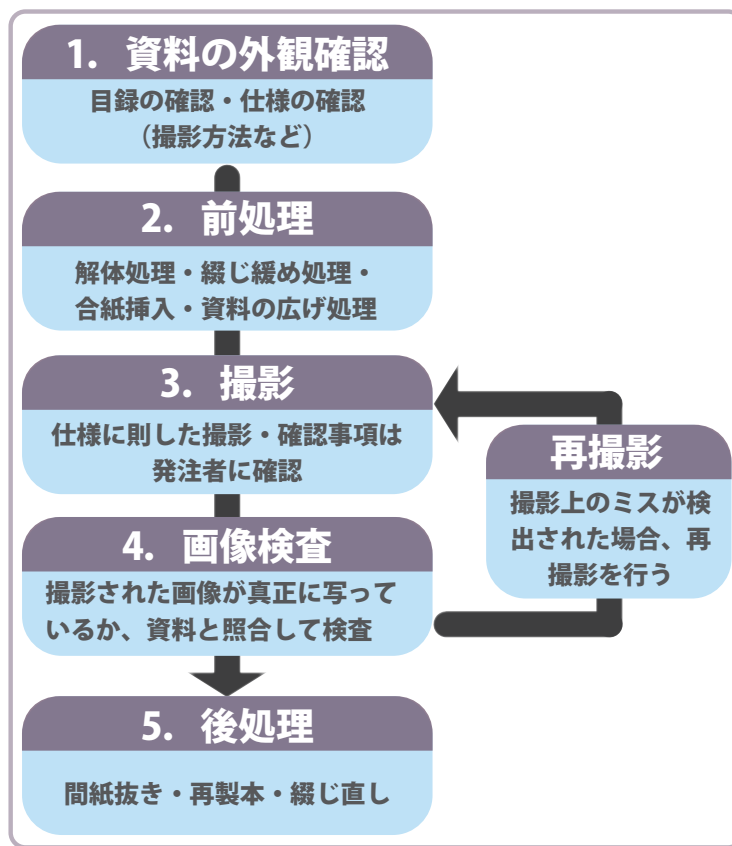 1. 資料の外観確認
目録の確認・仕様の確認
（撮影方法など）
2. 前処理
解体処理・綴じ緩め処理・
合紙挿入・資料の広げ処理
3. 撮影
仕様に則した撮影・確認事項は
発注者に確認
再撮影
撮影上のミスが検
出された場合、再
撮影を行う
4. 画像検査
撮影された画像が真正に写って
いるか、資料と照合して検査
5. 後処理
間紙抜き・再製本・綴じ直し